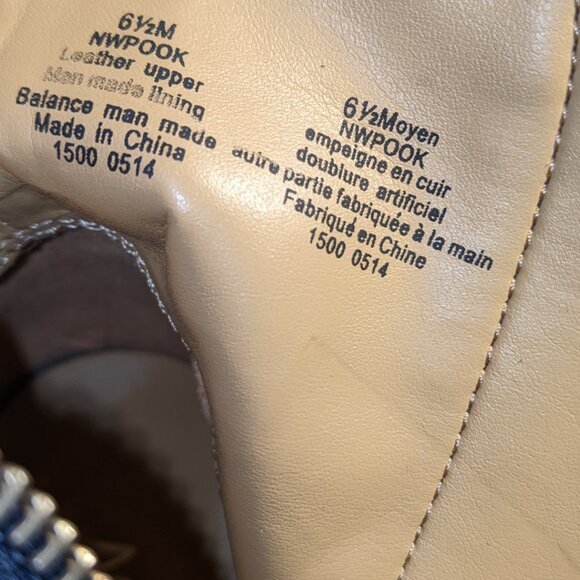 6½M
NWPOOK
Leather upper
Man made lining
Balance man made
Made in China
1500 0514
6½Moyen
NWPOOK
empeigne en cuir
doublure artificiel
autre partie fabriquée à la main
Fabriqué en Chine
1500 0514